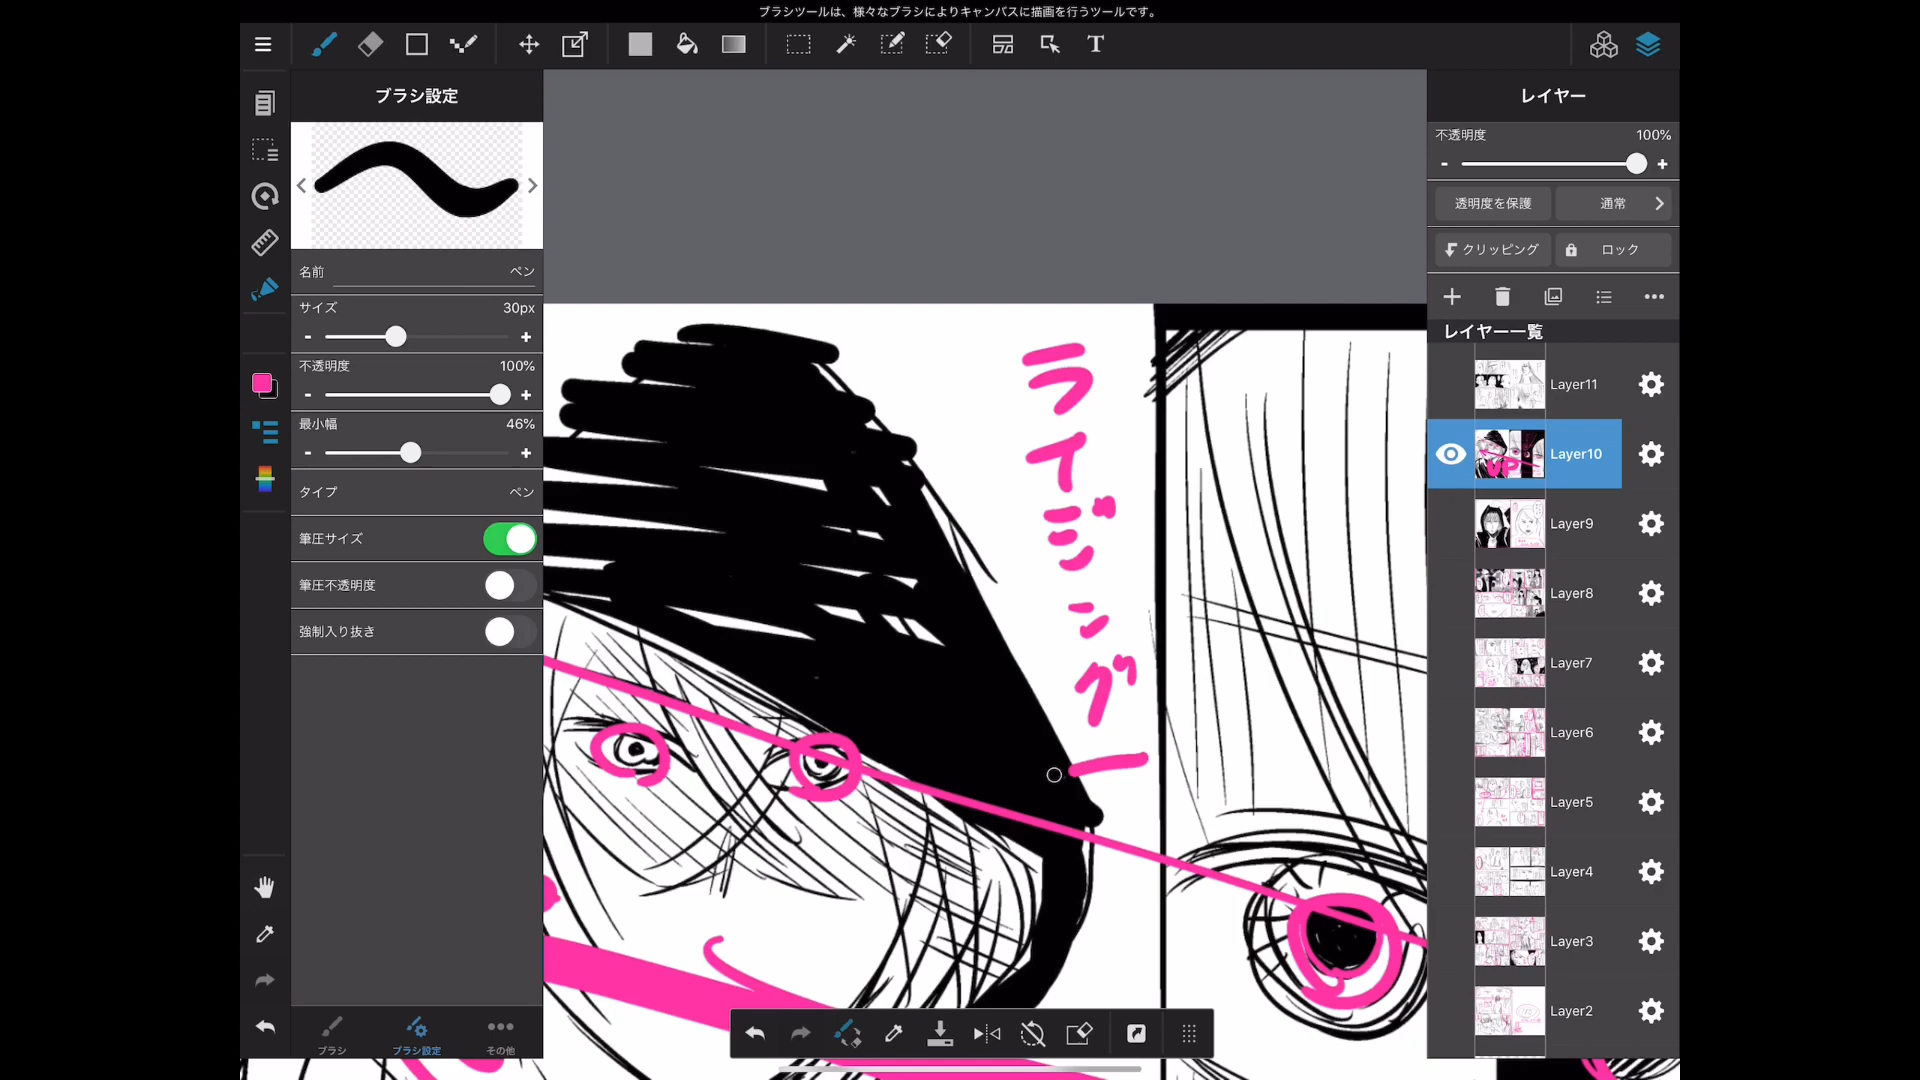 ブラシツールは、様々なブラシによりキャンバスに描画を行うツールです。
T
ブラシ設定
名前 ペン
サイズ 30px
- +
不透明度 100%
- +
最小幅 46%
- +
タイプ ペン
筆圧サイズ
筆圧不透明度
強制入り抜き
ブラシ
ブラシ設定
その他
ライジングー
レイヤー
不透明度 100%
- +
透明度を保護 通常
クリッピング ロック
レイヤー一覧
Layer11
UP
Layer10
Layer9
Layer8
Layer7
Layer6
Layer5
Layer4
Layer3
Layer2